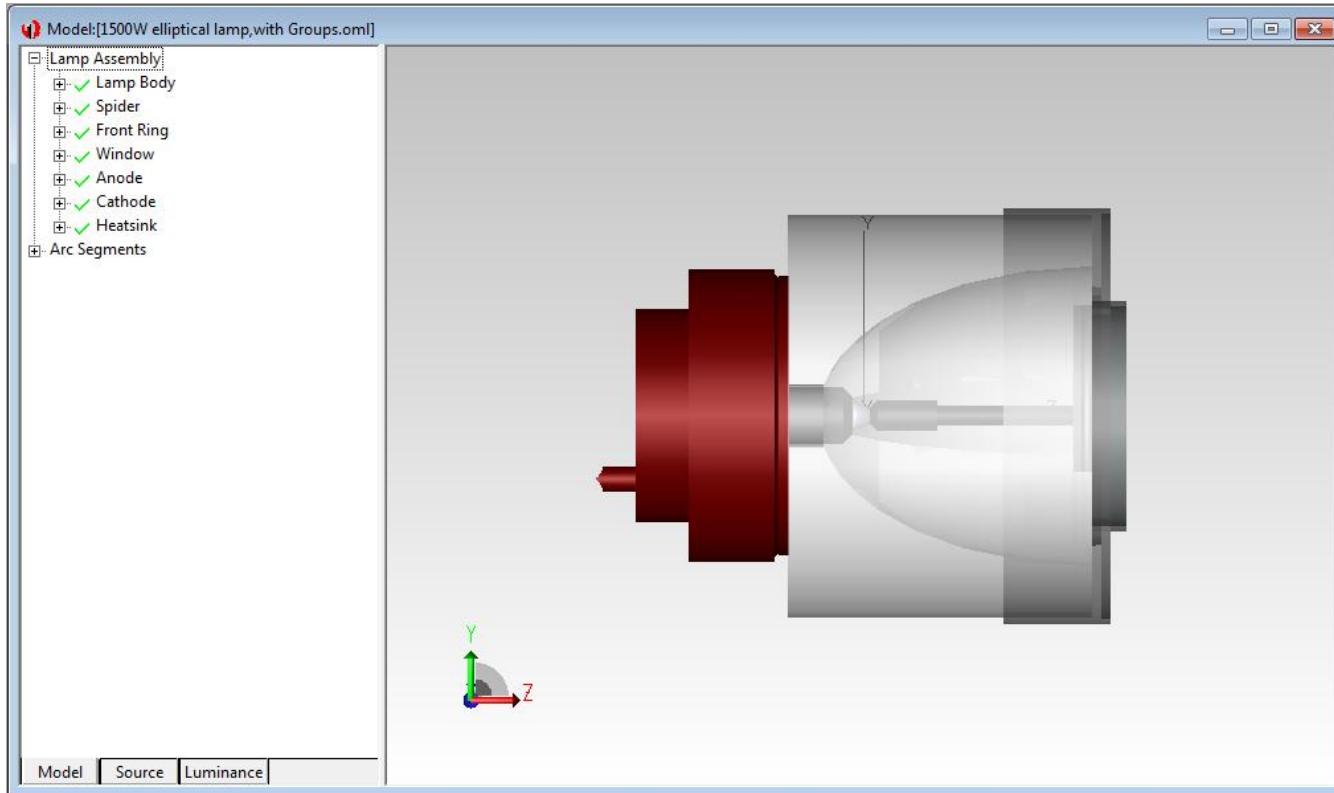 Model:[1500W elliptical lamp,with Groups.oml]
Lamp Assembly
Lamp Body
Spider
Front Ring
Window
Anode
Cathode
Heatsink
Arc Segments
Y
Z
Y
Z
Model Source Luminance